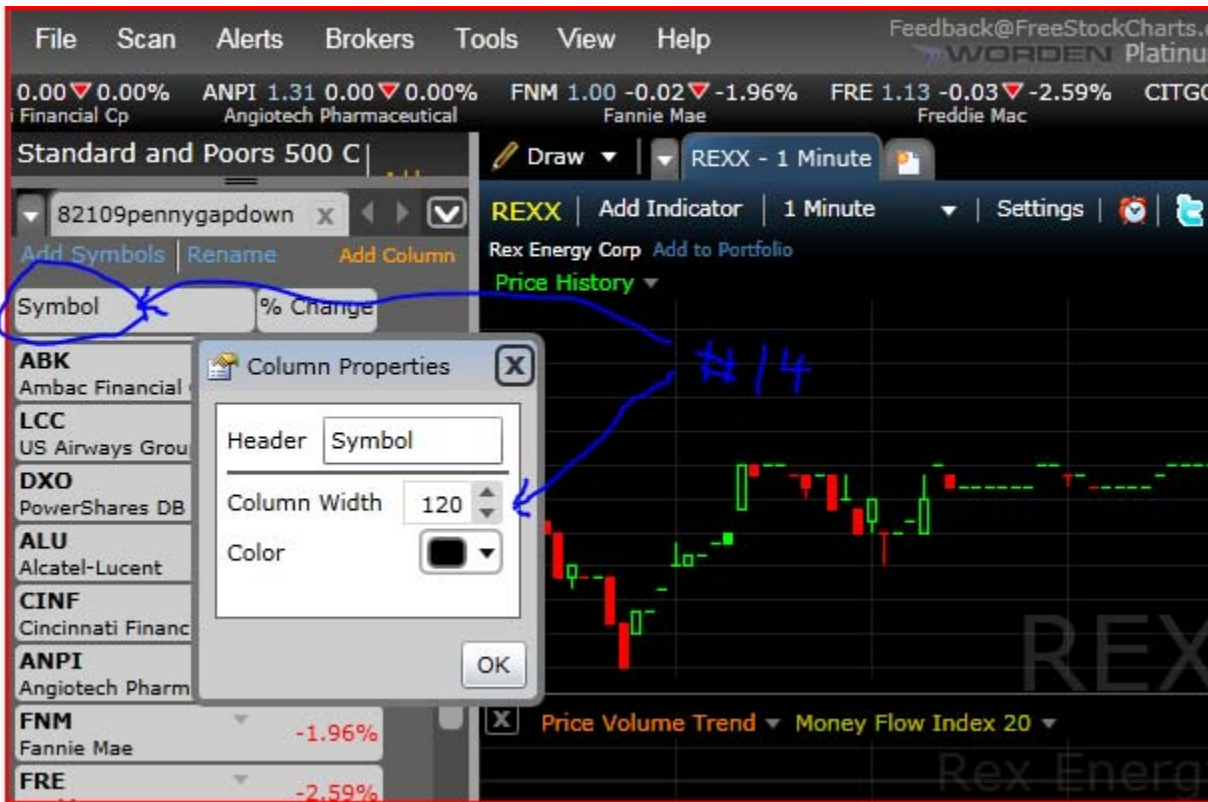 File Scan Alerts Brokers Tools View Help
Feedback@FreeStockCharts.
WORDEN Platinu
0.00▼0.00% ANPI 1.31 0.00▼0.00% FNM 1.00 -0.02▼-1.96% FRE 1.13 -0.03▼-2.59% CITGO
i Financial Cp Angiotech Pharmaceutical Fannie Mae Freddie Mac
Standard and Poors 500 C
Draw REXX - 1 Minute
82109pennygapdown x
REXX | Add Indicator | 1 Minute | Settings |
Add Symbols | Rename Add Column
Rex Energy Corp Add to Portfolio
Price History
Symbol % Change
#14
Column Properties X
Header Symbol
Column Width 120
Color
OK
ABK
Ambac Financial
LCC
US Airways Grou
DXO
PowerShares DB
ALU
Alcatel-Lucent
CINF
Cincinnati Financ
ANPI
Angiotech Pharm
FNM
Fannie Mae
-1.96%
FRE
-2.59%
REX
X Price Volume Trend Money Flow Index 20
Rex Energ